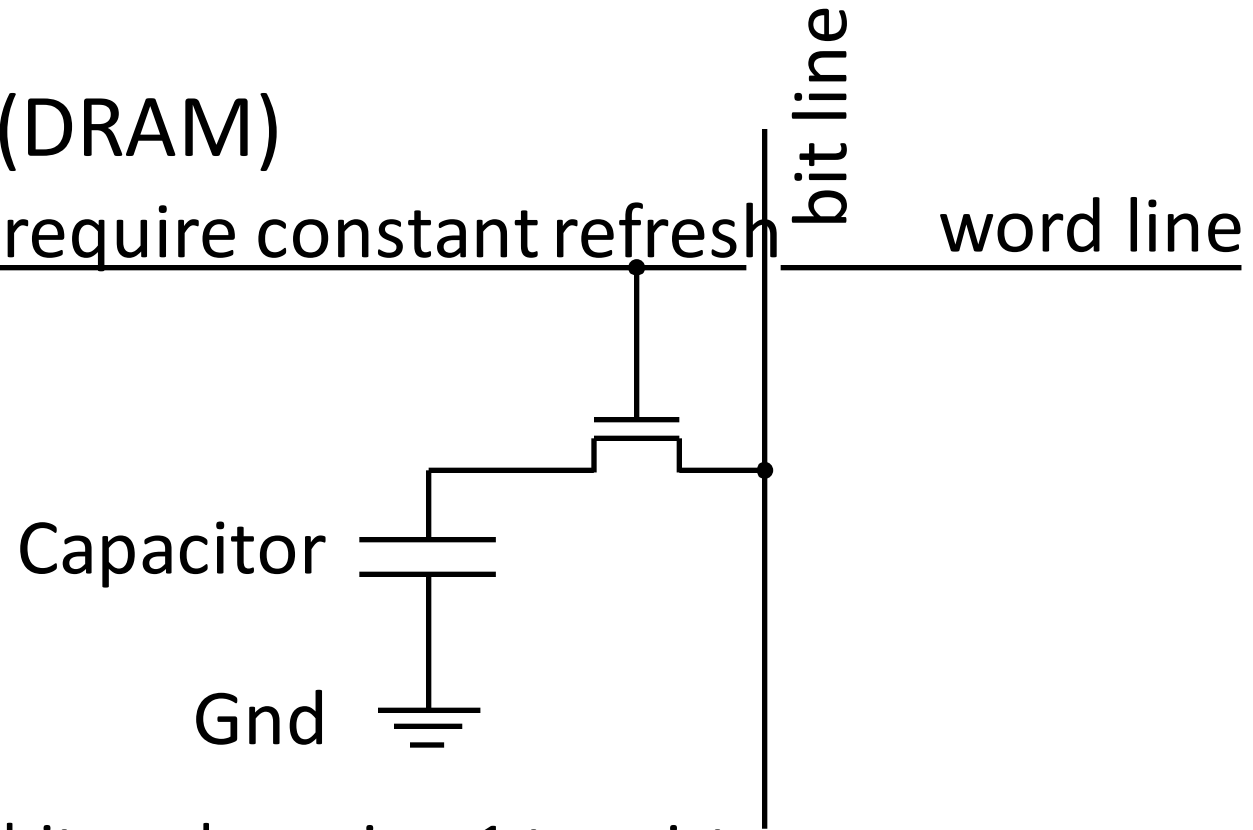 (DRAM)
require constant refresh
bit line
word line
Capacitor
Gnd